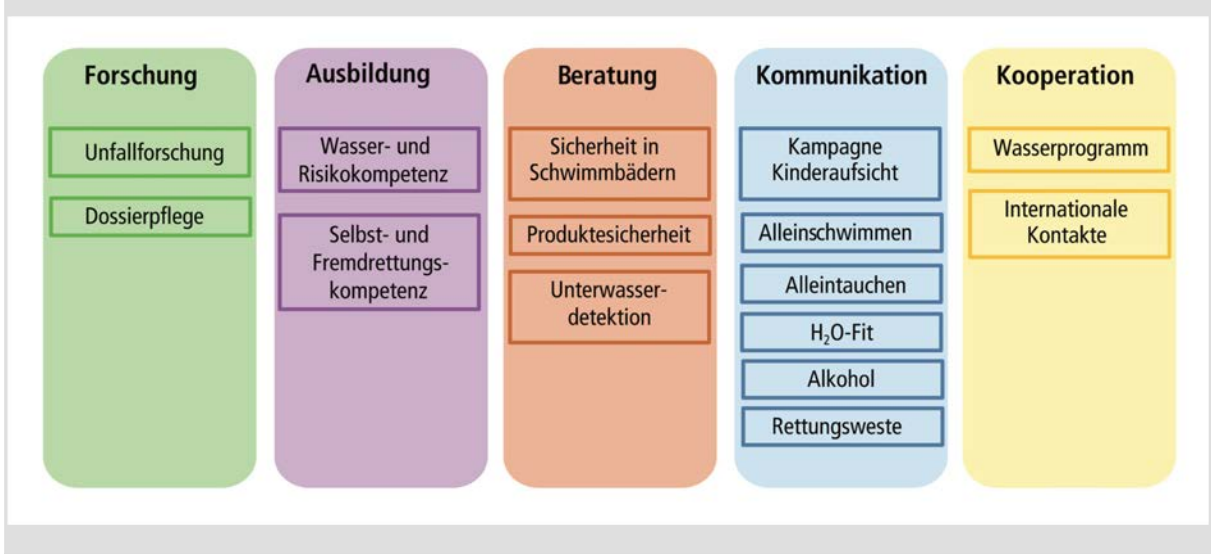 Forschung
Unfallforschung
Dossierpflege
Ausbildung
Wasser- und
Risikokompetenz
Selbst- und
Fremdrettungs-
kompetenz
Beratung
Sicherheit in
Schwimmbädern
Produktesicherheit
Unterwasser-
detektion
Kommunikation
Kampagne
Kinderaufsicht
Alleinschwimmen
Alleintauchen
H₂O-Fit
Alkohol
Rettungsweste
Kooperation
Wasserprogramm
Internationale
Kontakte